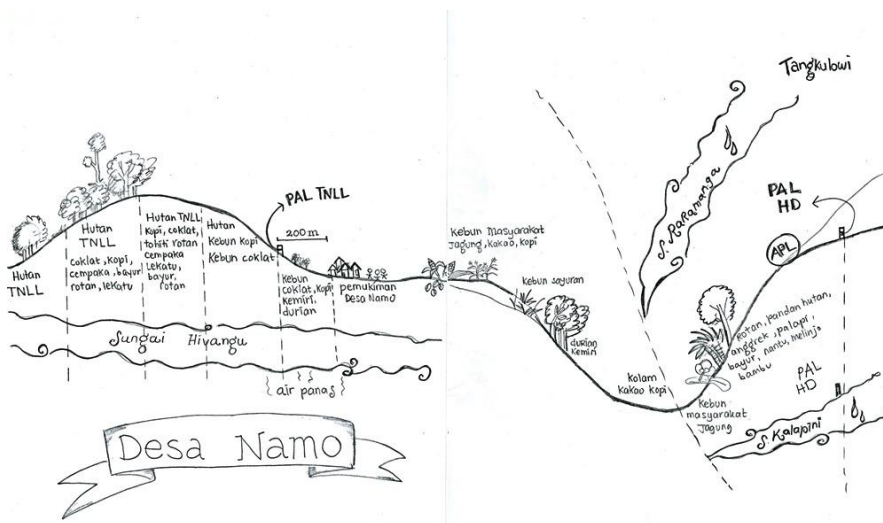 Hutan
TNLL
Hutan
TNLL
coklat, kopi,
cempaka, bayur
rotan, lekatu
Hutan TNLL
Kopi, coklat,
tohiti rotan
cempaka
Lekatu,
bayur,
rotan
Hutan
Kebun kopi
Kebun coklat
PAL TNLL
200 m
Kebun
coklat, kopi
Kemiri,
durian
pemukiman
Desa Namo
Sungai Hivangu
air panas
Desa Namo
Kebun Masyarakat
Jagung, kakao, kopi
Kebun sayuran
durian
Kemiri
kolam
kakao kopi
Kebun
masyarakat
Jagung
Tangkulowi
S. Raramanga
PAL
HD
APL
Rotan, pandan hutan,
anggrek, palapi,
bayur, nantu, melinjo
bambu
PAL
HD
S. Kalapini